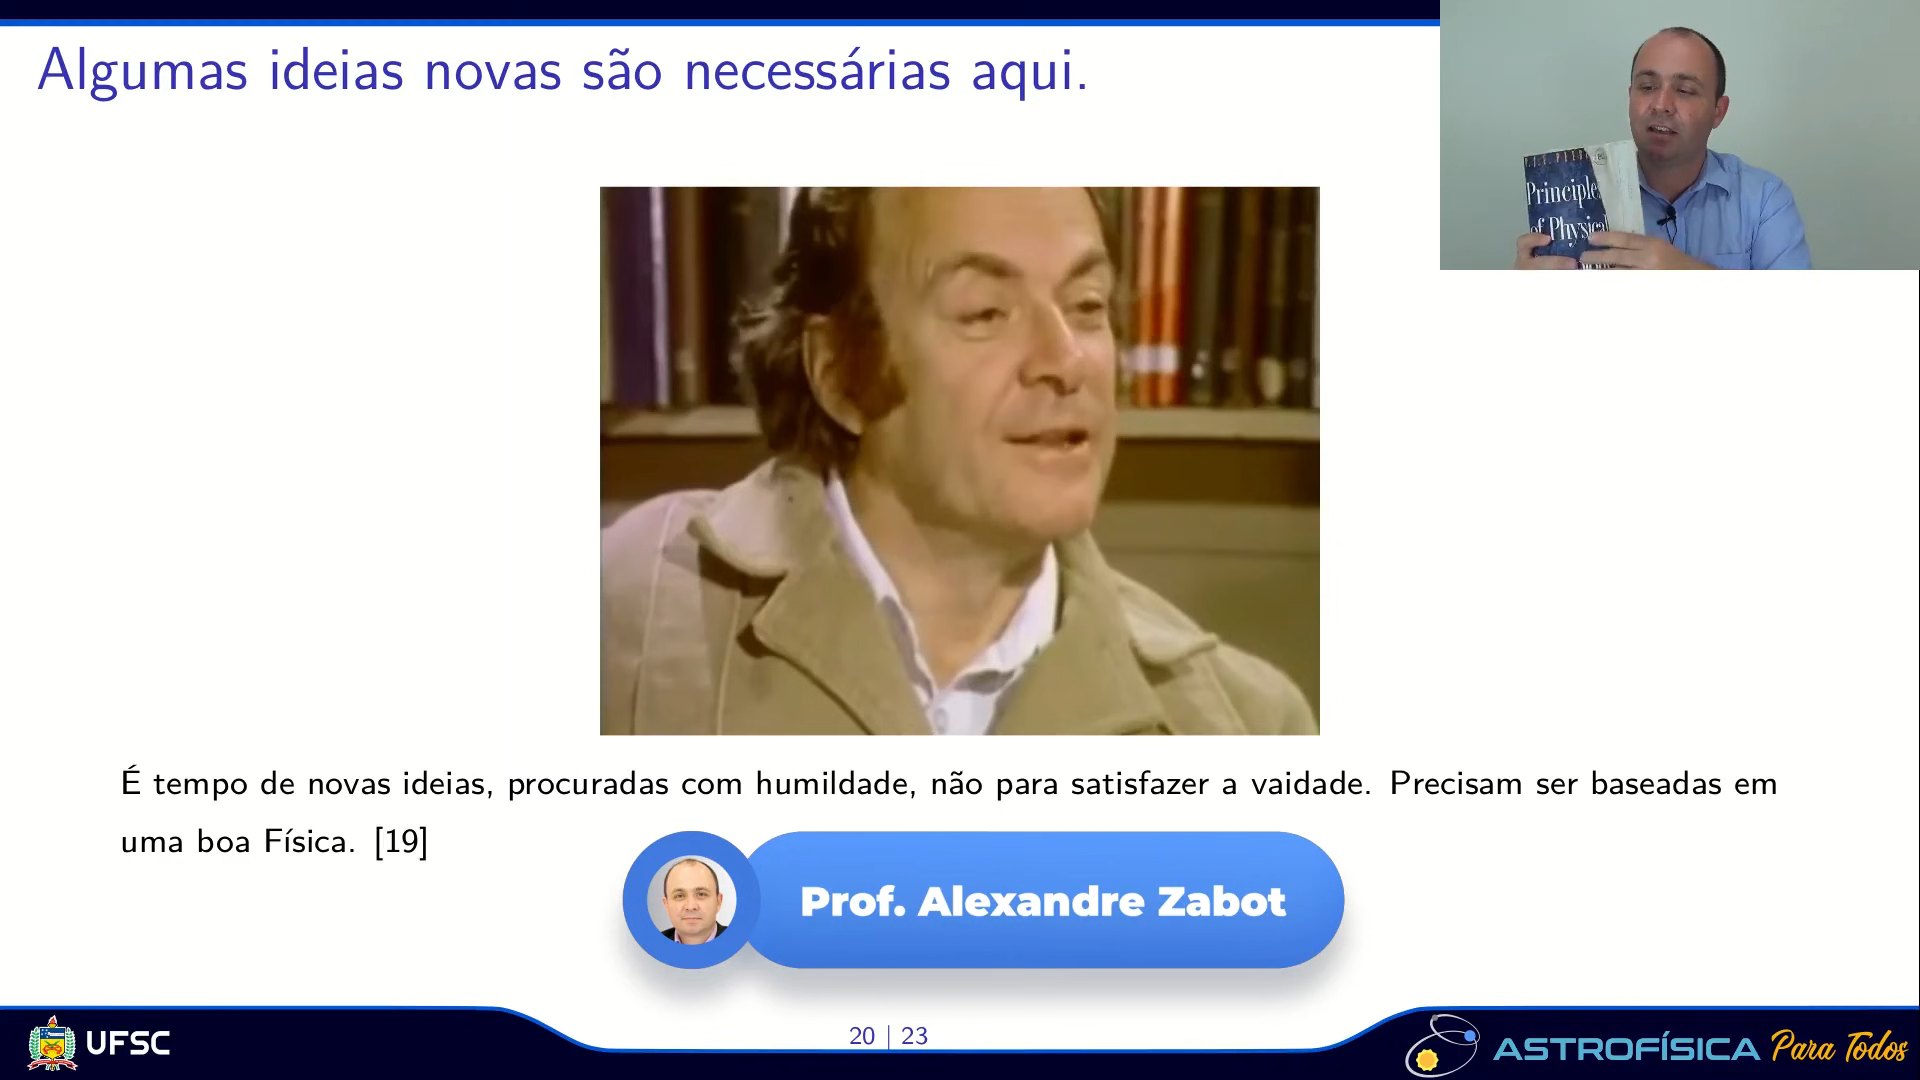 Algumas ideias novas são necessárias aqui.
Principles
of Physical
É tempo de novas ideias, procuradas com humildade, não para satisfazer a vaidade. Precisam ser baseadas em
uma boa Física. [19]
Prof. Alexandre Zabot
UFSC
20 | 23
ASTROFÍSICA Para Todos